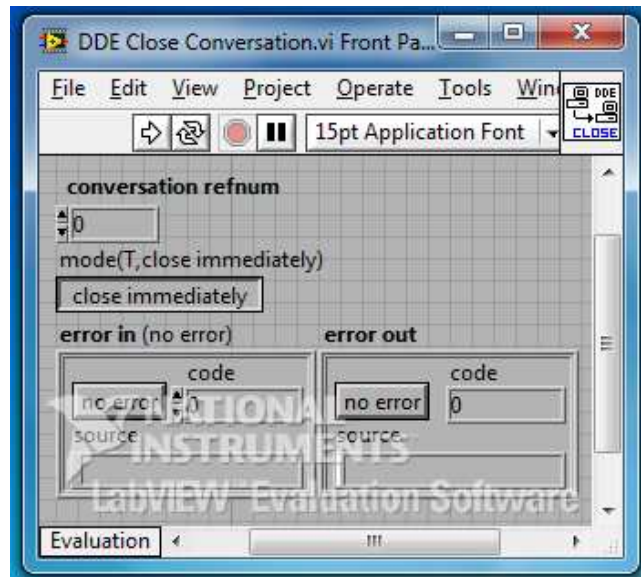 DDE Close Conversation.vi Front Pa...
File Edit View Project Operate Tools Win
DDE
CLOSE
15pt Application Font
conversation refnum
0
mode(T,close immediately)
close immediately
error in (no error) error out
code code
no error 0 no error 0
source source
NATIONAL
INSTRUMENTS
LabVIEW Evaluation Software
Evaluation